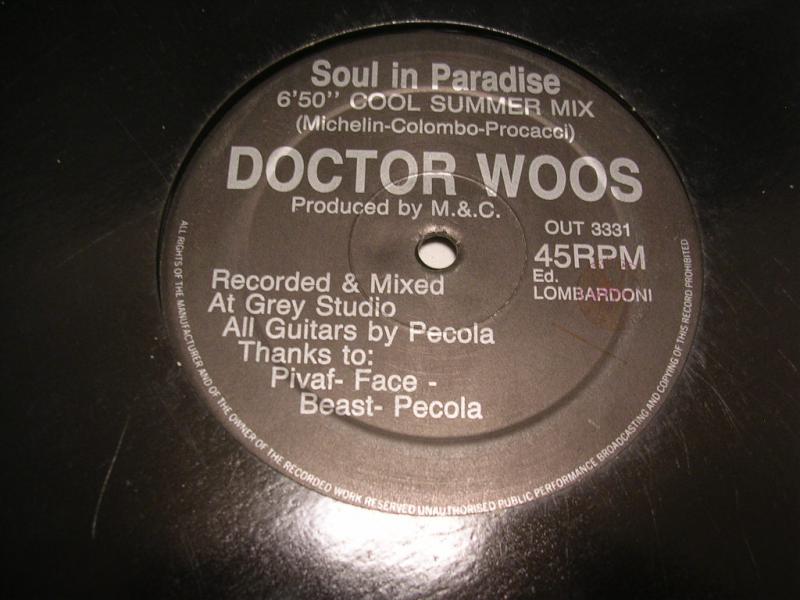 Soul in Paradise
6'50'' COOL SUMMER MIX
(Michelin-Colombo-Procacci)
DOCTOR WOOS
Produced by M.&.C.
OUT 3331
45RPM
Ed.
LOMBARDONI
Recorded & Mixed
At Grey Studio
All Guitars by Pecola
Thanks to:
Pivaf- Face -
Beast- Pecola
ALL RIGHTS OF THE MANUFACTURER AND OF THE OWNER OF THE RECORDED WORK RESERVED UNAUTHORISED PUBLIC PERFORMANCE BROADCASTING AND COPYING OF THIS RECORD PROHIBITED